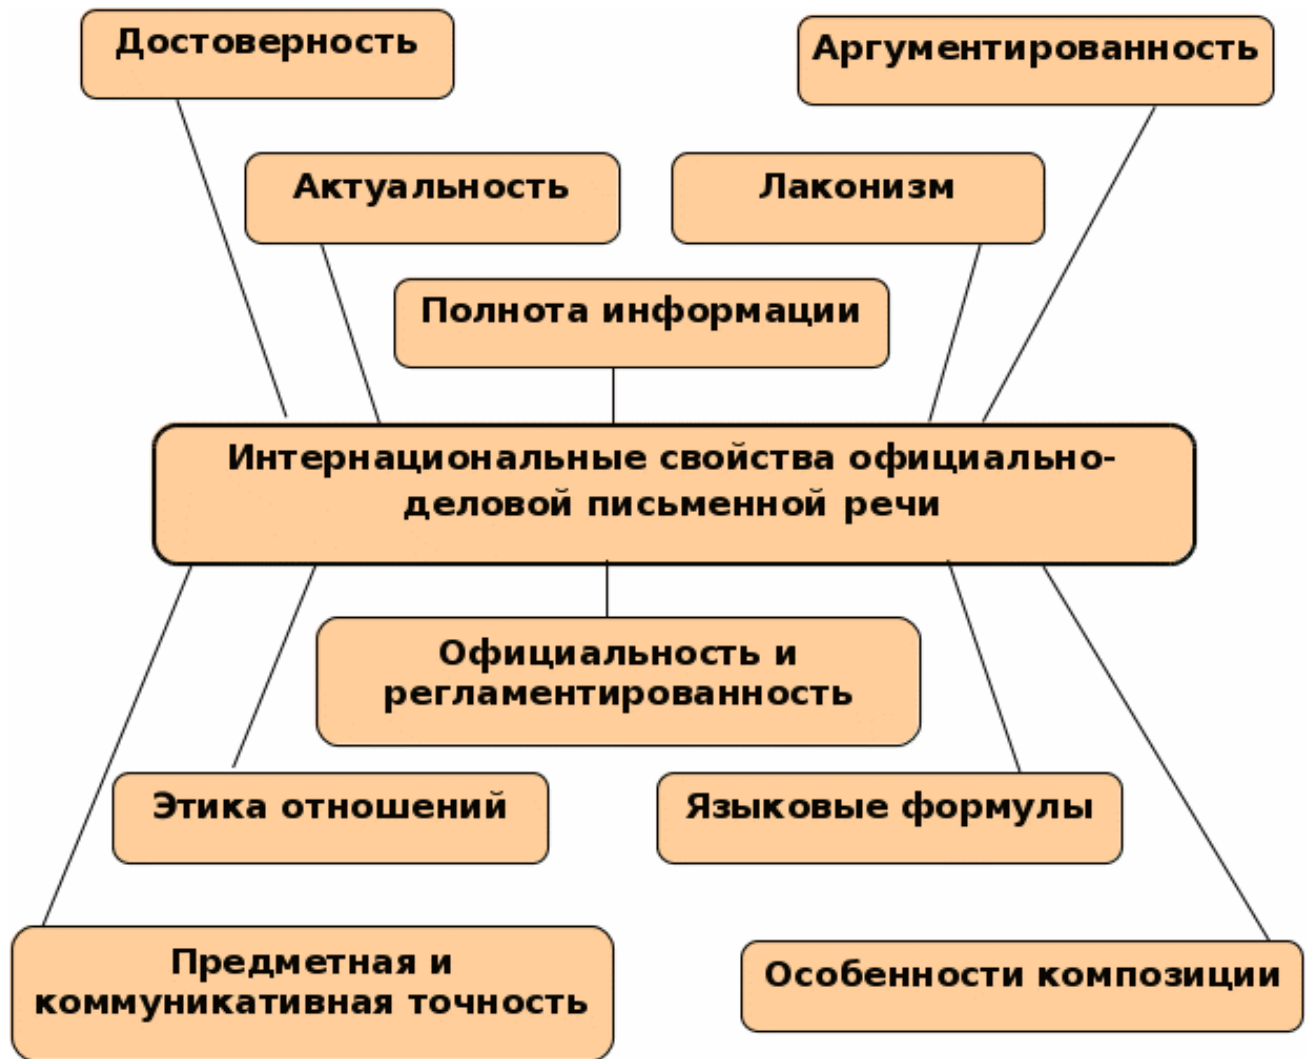 Достоверность
Аргументированность
Актуальность
Лаконизм
Полнота информации
Интернациональные свойства официально-
деловой письменной речи
Официальность и
регламентированность
Этика отношений
Языковые формулы
Предметная и
коммуникативная точность
Особенности композиции